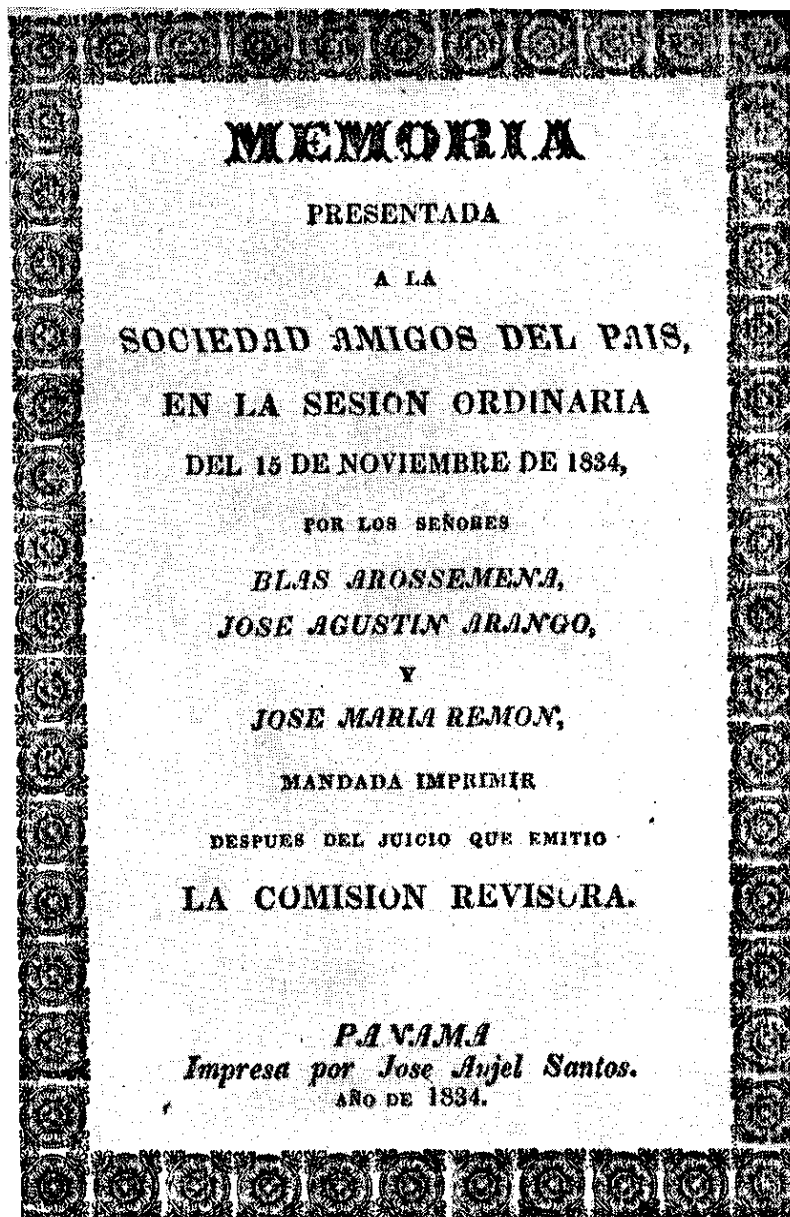 MEMORIA
PRESENTADA
A LA
SOCIEDAD AMIGOS DEL PAIS,
EN LA SESION ORDINARIA
DEL 15 DE NOVIEMBRE DE 1834,
POR LOS SEÑORES
BLAS AROSSEMENA,
JOSE AGUSTIN ARANGO,
Y
JOSE MARIA REMON,
MANDADA IMPRIMIR
DESPUES DEL JUICIO QUE EMITIO
LA COMISION REVISORA.
PANAMA
Impresa por Jose Anjel Santos.
AÑO DE 1834.